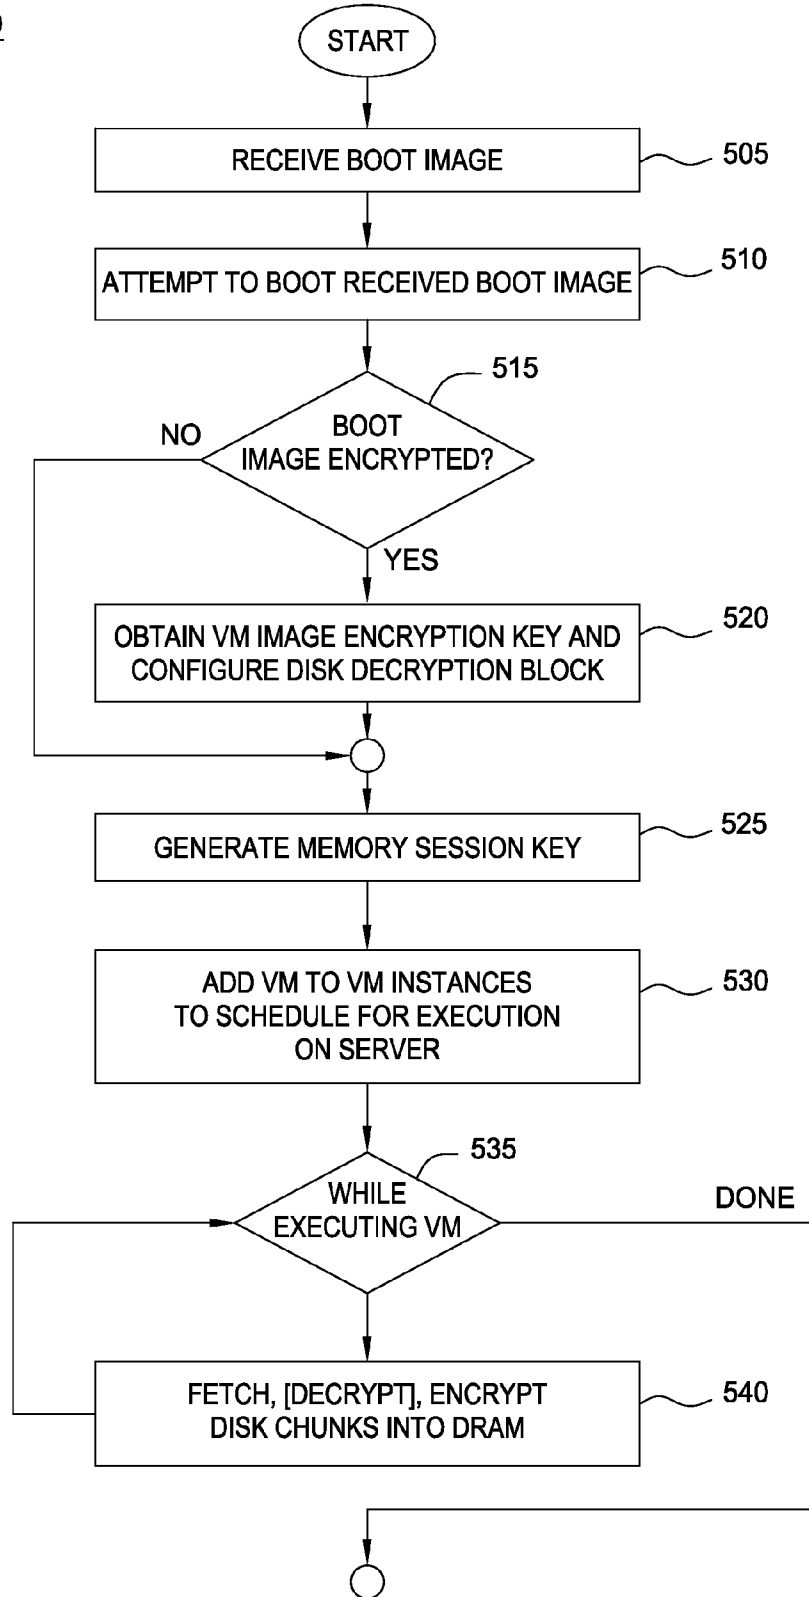 START
RECEIVE BOOT IMAGE
505
ATTEMPT TO BOOT RECEIVED BOOT IMAGE
510
515
BOOT
IMAGE ENCRYPTED?
NO
YES
OBTAIN VM IMAGE ENCRYPTION KEY AND
CONFIGURE DISK DECRYPTION BLOCK
520
GENERATE MEMORY SESSION KEY
525
ADD VM TO VM INSTANCES
TO SCHEDULE FOR EXECUTION
ON SERVER
530
535
WHILE
EXECUTING VM
DONE
FETCH, [DECRYPT], ENCRYPT
DISK CHUNKS INTO DRAM
540